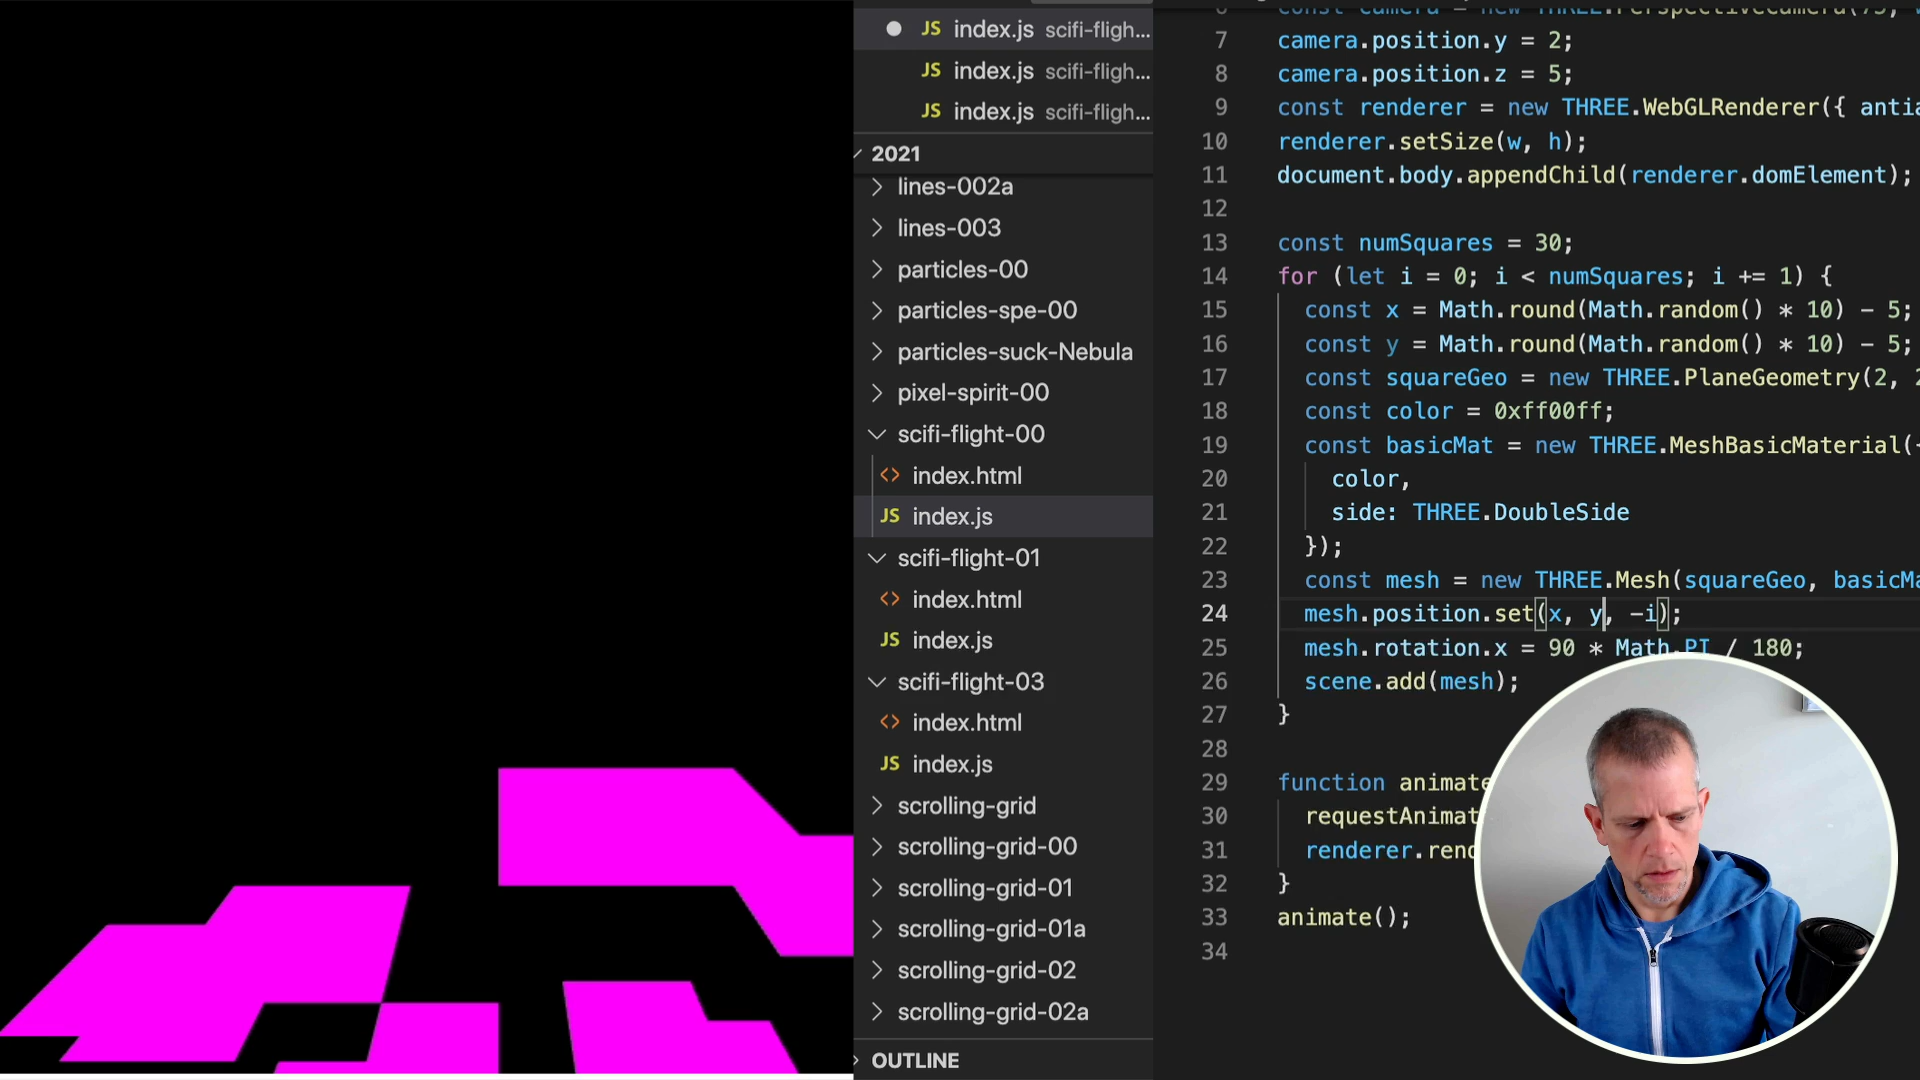 JS index.js scifi-fligh...
JS index.js scifi-fligh...
JS index.js scifi-fligh...
2021
lines-002a
lines-003
particles-00
particles-spe-00
particles-suck-Nebula
pixel-spirit-00
scifi-flight-00
<> index.html
JS index.js
scifi-flight-01
<> index.html
JS index.js
scifi-flight-03
<> index.html
JS index.js
scrolling-grid
scrolling-grid-00
scrolling-grid-01
scrolling-grid-01a
scrolling-grid-02
scrolling-grid-02a
OUTLINE
6 const camera = new THREE.PerspectiveCamera(75,
7 camera.position.y = 2;
8 camera.position.z = 5;
9 const renderer = new THREE.WebGLRenderer({ antia
10 renderer.setSize(w, h);
11 document.body.appendChild(renderer.domElement);
12
13 const numSquares = 30;
14 for (let i = 0; i < numSquares; i += 1) {
15 const x = Math.round(Math.random() * 10) - 5;
16 const y = Math.round(Math.random() * 10) - 5;
17 const squareGeo = new THREE.PlaneGeometry(2, 2
18 const color = 0xff00ff;
19 const basicMat = new THREE.MeshBasicMaterial({
20 color,
21 side: THREE.DoubleSide
22 });
23 const mesh = new THREE.Mesh(squareGeo, basicMa
24 mesh.position.set(x, y, -i);
25 mesh.rotation.x = 90 * Math.PI / 180;
26 scene.add(mesh);
27 }
28
29 function animate
30 requestAnimat
31 renderer.rend
32 }
33 animate();
34